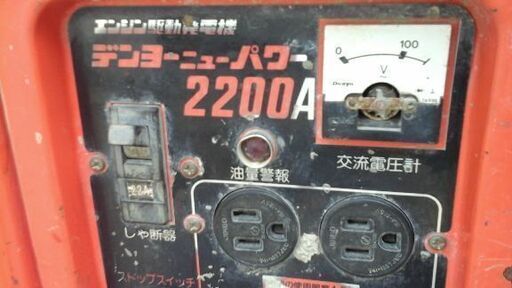 エンジン駆動発電機
デンヨーニューパワー
2200A
0 100
V
油量警報
交流電圧計
22A
しゃ断器
ストップスイッチ